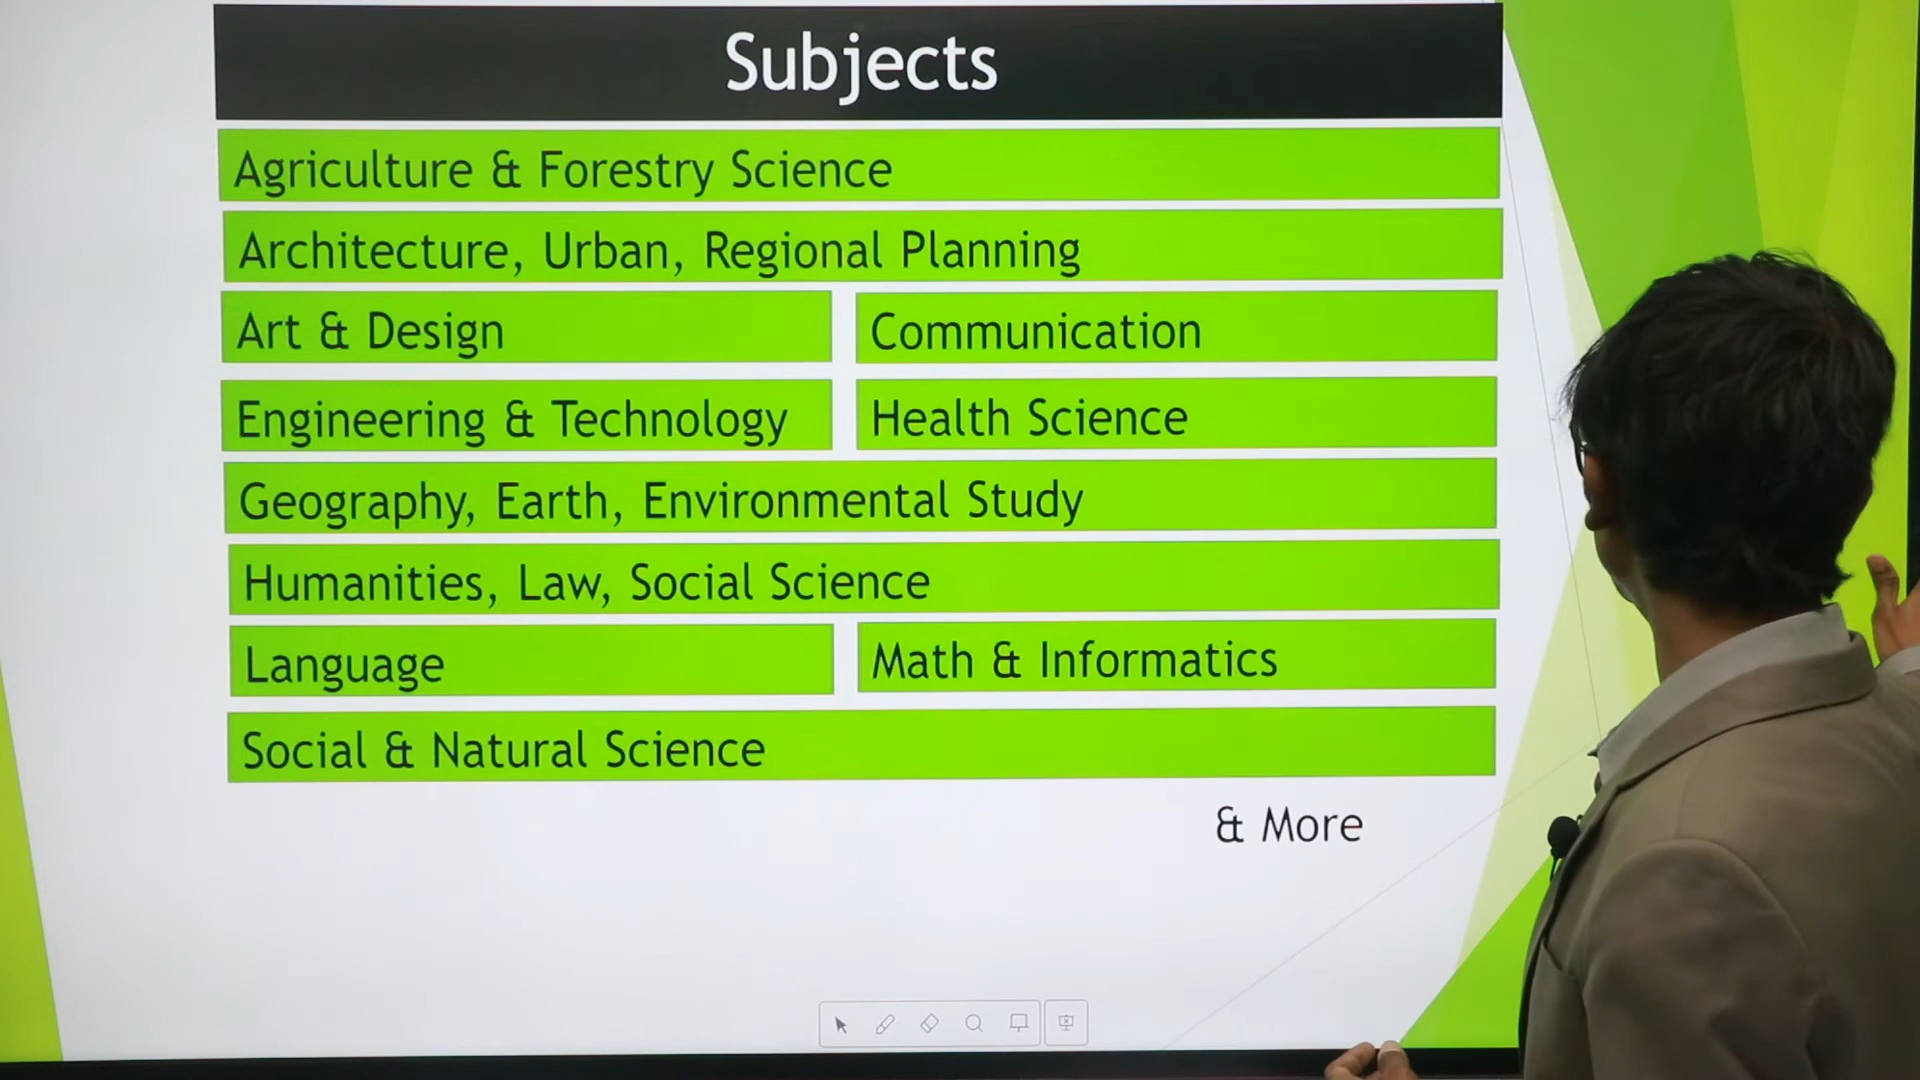 Subjects
Agriculture & Forestry Science
Architecture, Urban, Regional Planning
Art & Design
Communication
Engineering & Technology
Health Science
Geography, Earth, Environmental Study
Humanities, Law, Social Science
Language
Math & Informatics
Social & Natural Science
& More